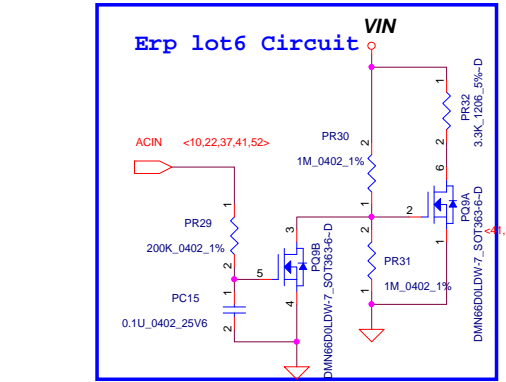 VIN
Erp lot6 Circuit
1
PR32
3.3K_1206_5%~D
2
ACIN <10,22,37,41,52>
PR30
2
1M_0402_1%
1
6
2
PQ9A
DMN66D0LDW-7_SOT363-6~D
1
<41,
1
PR29
200K_0402_1%
2
3
5
PQ9B
DMN66D0LDW-7_SOT363-6~D
4
2
PR31
1M_0402_1%
1
PC15
1
0.1U_0402_25V6
2